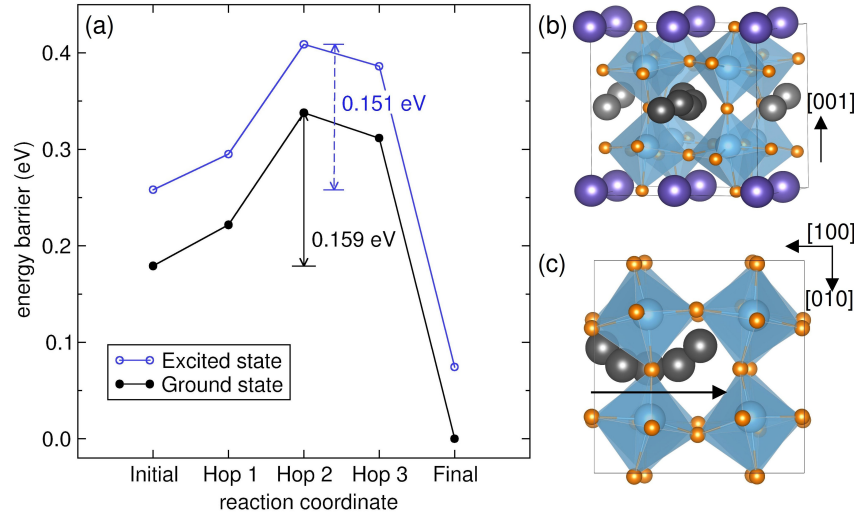 (a)
energy barrier (eV)
0.4
0.3
0.2
0.1
0.0
0.151 eV
0.159 eV
Excited state
Ground state
Initial
Hop 1
Hop 2
Hop 3
Final
reaction coordinate
(b)
[001]
(c)
[100]
[010]